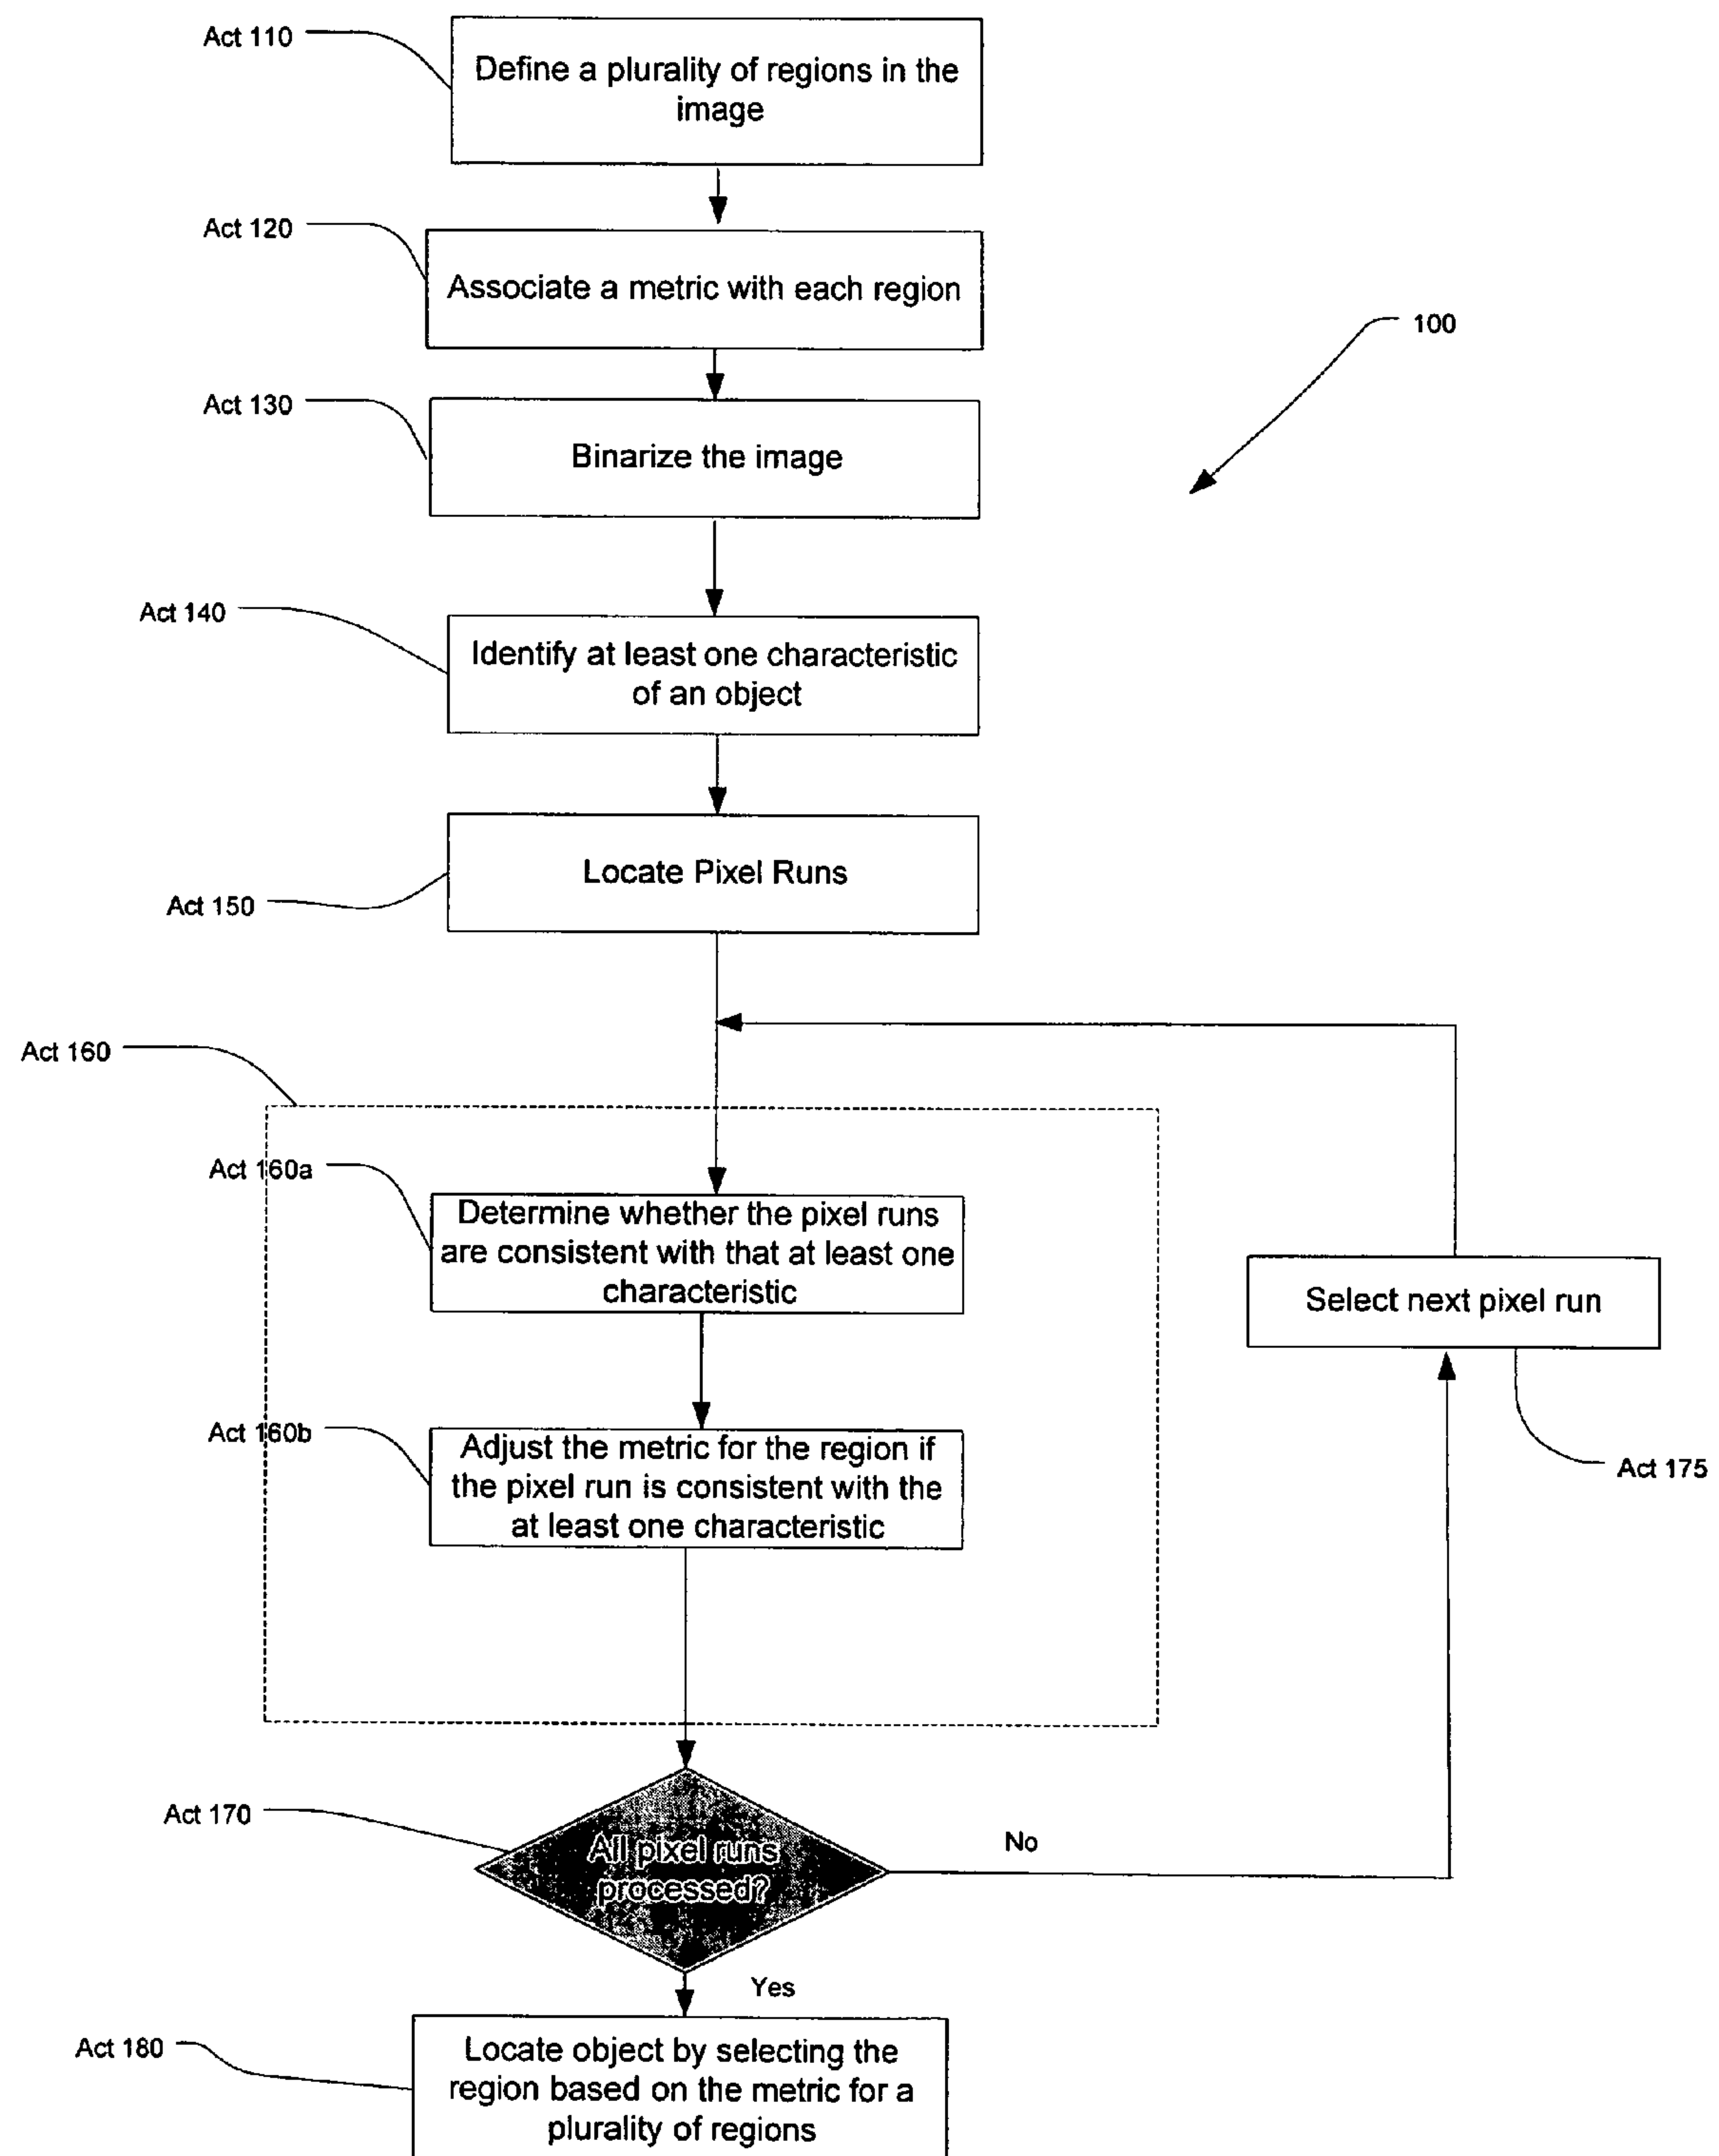 Act 110
Define a plurality of regions in the
image
Act 120
Associate a metric with each region
100
Act 130
Binarize the image
Act 140
Identify at least one characteristic
of an object
Locate Pixel Runs
Act 150
Act 160
Act 160a
Determine whether the pixel runs
are consistent with that at least one
characteristic
Select next pixel run
Act 160b
Adjust the metric for the region if
the pixel run is consistent with the
at least one characteristic
Act 175
Act 170
All pixel runs
processed?
No
Yes
Act 180
Locate object by selecting the
region based on the metric for a
plurality of regions